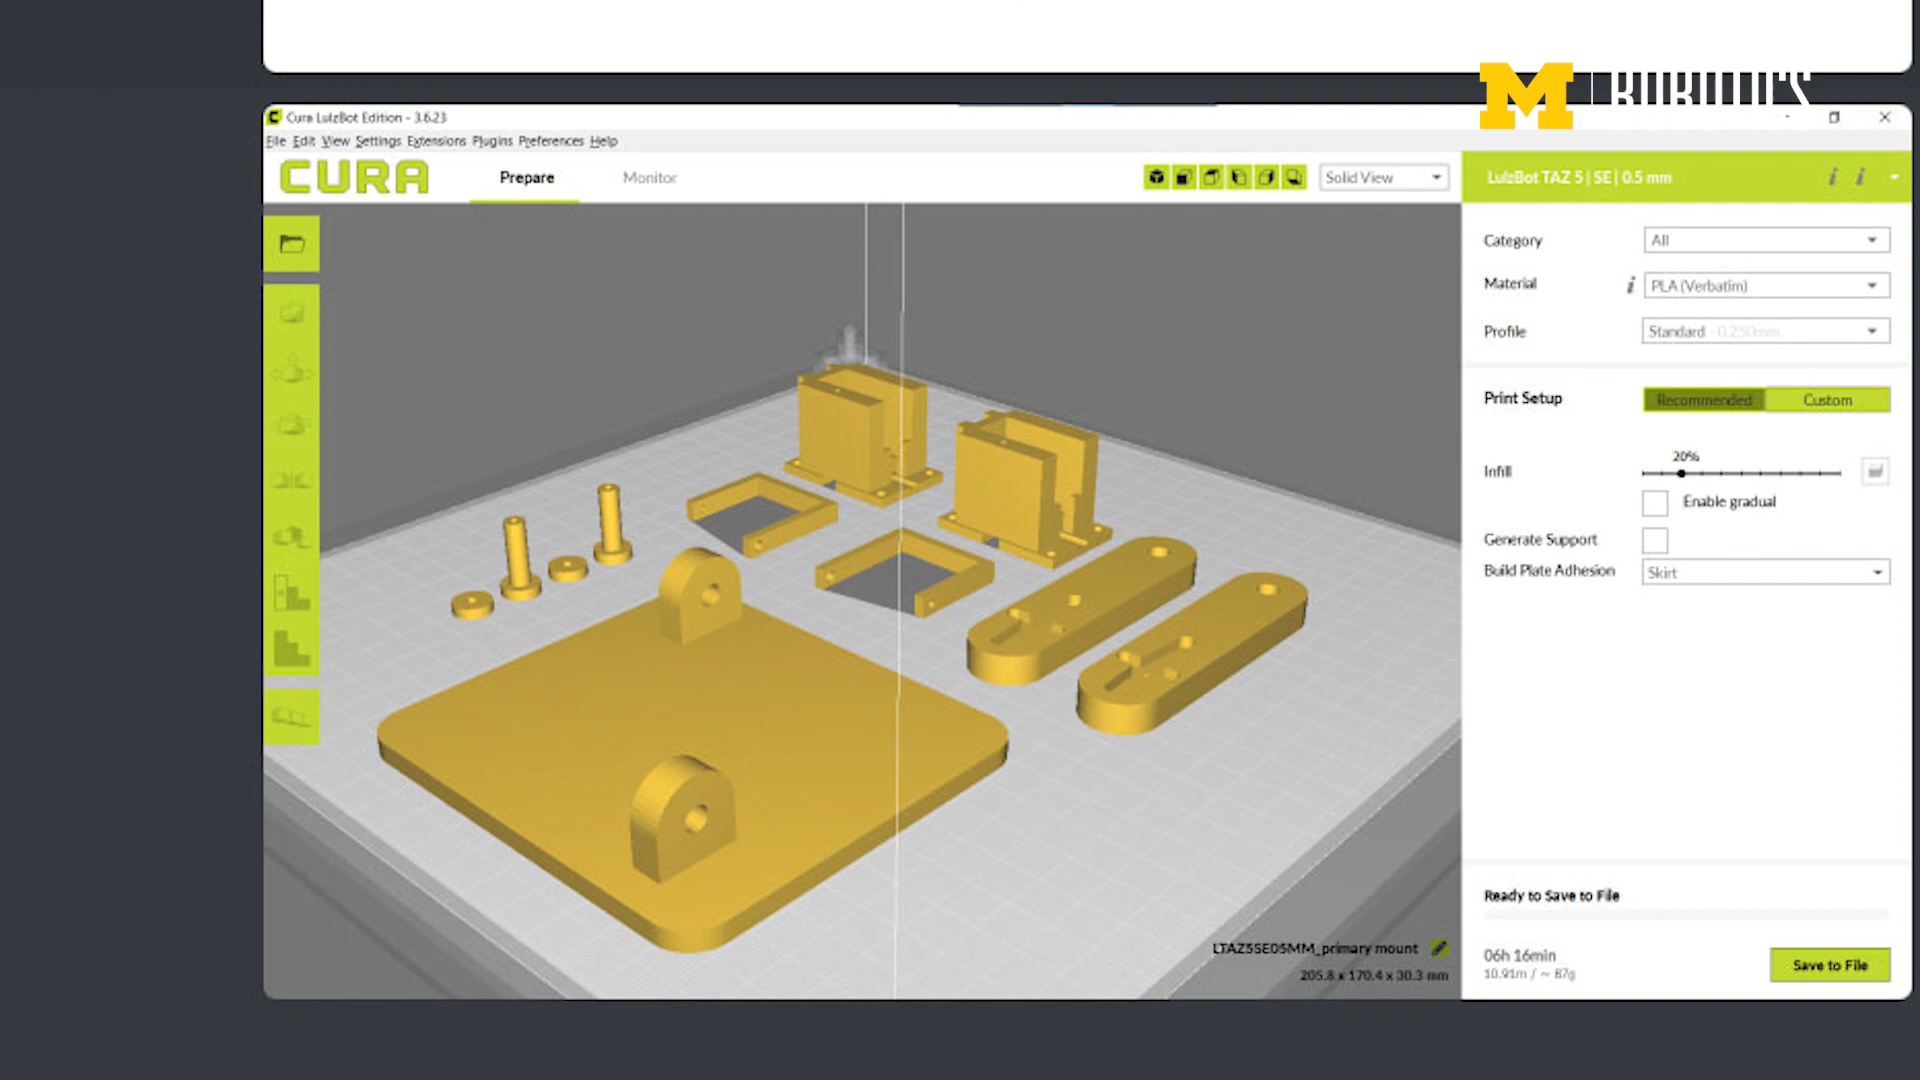 M ROBOTICS
Cura LulzBot Edition - 3.6.23
File Edit View Settings Extensions Plugins Preferences Help
CURA
Prepare
Monitor
Solid View
LulzBot TAZ 5 | SE | 0.5 mm
Category
All
Material
PLA (Verbatim)
Profile
Standard - 0.250mm
Print Setup
Recommended
Custom
20%
Infill
Enable gradual
Generate Support
Build Plate Adhesion
Skirt
LTAZ5SE05MM_primary mount
205.8 x 170.4 x 30.3 mm
Ready to Save to File
06h 16min
10.91m / ~ 87g
Save to File